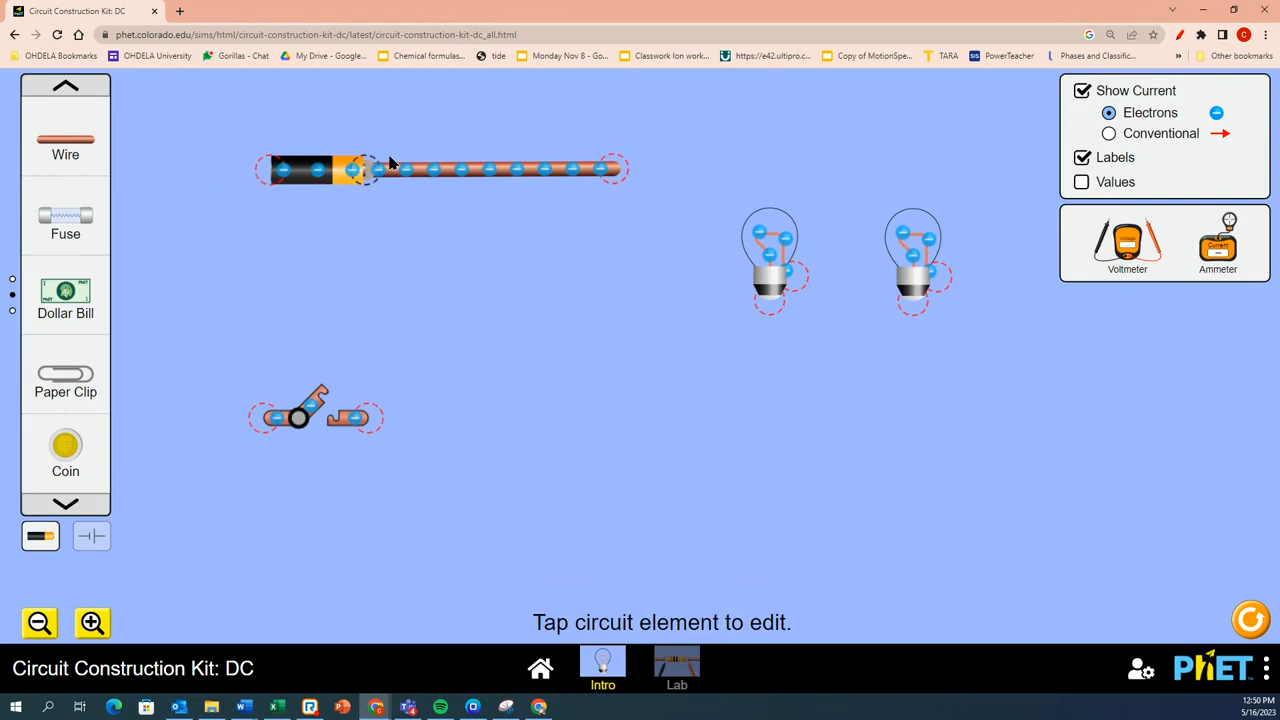 Circuit Construction Kit: DC
phet.colorado.edu/sims/html/circuit-construction-kit-dc/latest/circuit-construction-kit-dc_all.html
OHDELA Bookmarks
OHDELA University
Gorillas - Chat
My Drive - Google...
Chemical formulas...
tide
Monday Nov 8 - Go...
Classwork Ion work...
https://e42.ultipro.c...
Copy of MotionSpe...
TARA
PowerTeacher
Phases and Classific...
Other bookmarks
Wire
Fuse
Dollar Bill
Paper Clip
Coin
Show Current
Electrons
Conventional
Labels
Values
Voltmeter
Ammeter
Tap circuit element to edit.
Circuit Construction Kit: DC
Intro
Lab
PhET
12:50 PM
5/16/2023